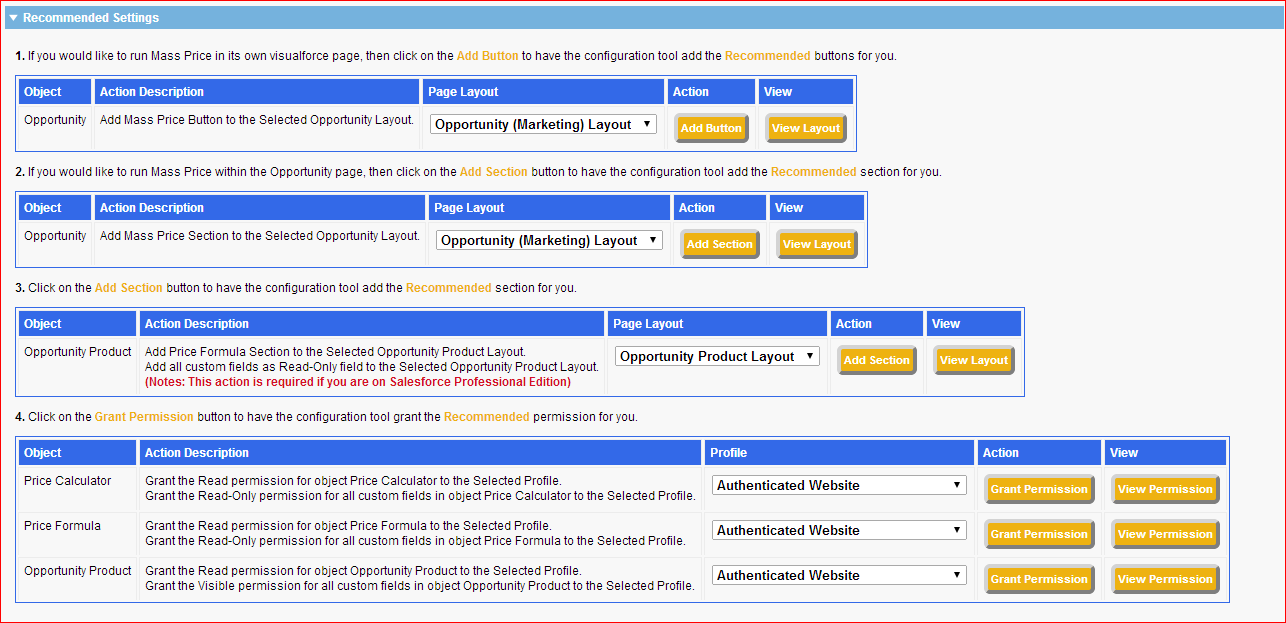 Recommended Settings
1. If you would like to run Mass Price in its own visualforce page, then click on the Add Button to have the configuration tool add the Recommended buttons for you.
Object Action Description Page Layout Action View
Opportunity Add Mass Price Button to the Selected Opportunity Layout. Opportunity (Marketing) Layout Add Button View Layout
2. If you would like to run Mass Price within the Opportunity page, then click on the Add Section button to have the configuration tool add the Recommended section for you.
Object Action Description Page Layout Action View
Opportunity Add Mass Price Section to the Selected Opportunity Layout. Opportunity (Marketing) Layout Add Section View Layout
3. Click on the Add Section button to have the configuration tool add the Recommended section for you.
Object Action Description Page Layout Action View
Opportunity Product Add Price Formula Section to the Selected Opportunity Product Layout. Opportunity Product Layout Add Section View Layout
Add all custom fields as Read-Only field to the Selected Opportunity Product Layout.
(Notes: This action is required if you are on Salesforce Professional Edition)
4. Click on the Grant Permission button to have the configuration tool grant the Recommended permission for you.
Object Action Description Profile Action View
Price Calculator Grant the Read permission for object Price Calculator to the Selected Profile. Authenticated Website Grant Permission View Permission
Grant the Read-Only permission for all custom fields in object Price Calculator to the Selected Profile.
Price Formula Grant the Read permission for object Price Formula to the Selected Profile. Authenticated Website Grant Permission View Permission
Grant the Read-Only permission for all custom fields in object Price Formula to the Selected Profile.
Opportunity Product Grant the Read permission for object Opportunity Product to the Selected Profile. Authenticated Website Grant Permission View Permission
Grant the Visible permission for all custom fields in object Opportunity Product to the Selected Profile.